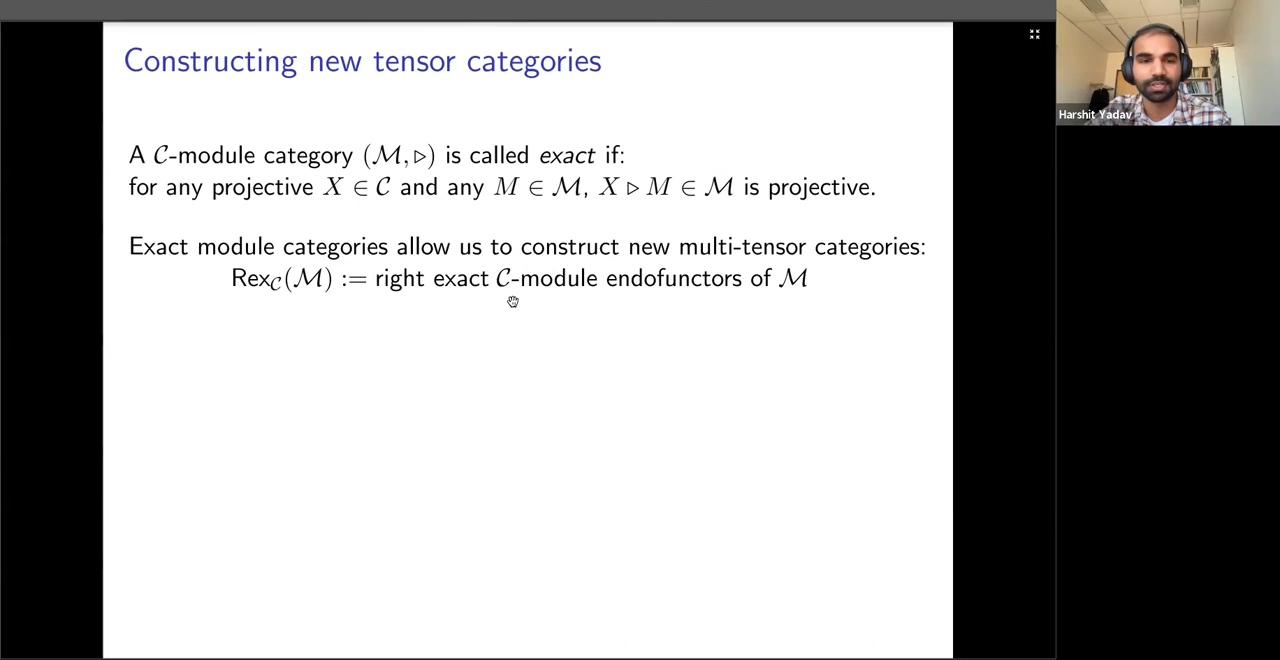 Constructing new tensor categories
A 𝒞-module category (ℳ, ▷) is called exact if:
for any projective X ∈ 𝒞 and any M ∈ ℳ, X ▷ M ∈ ℳ is projective.
Exact module categories allow us to construct new multi-tensor categories:
Rex_𝒞(ℳ) := right exact 𝒞-module endofunctors of ℳ
Harshit Yadav